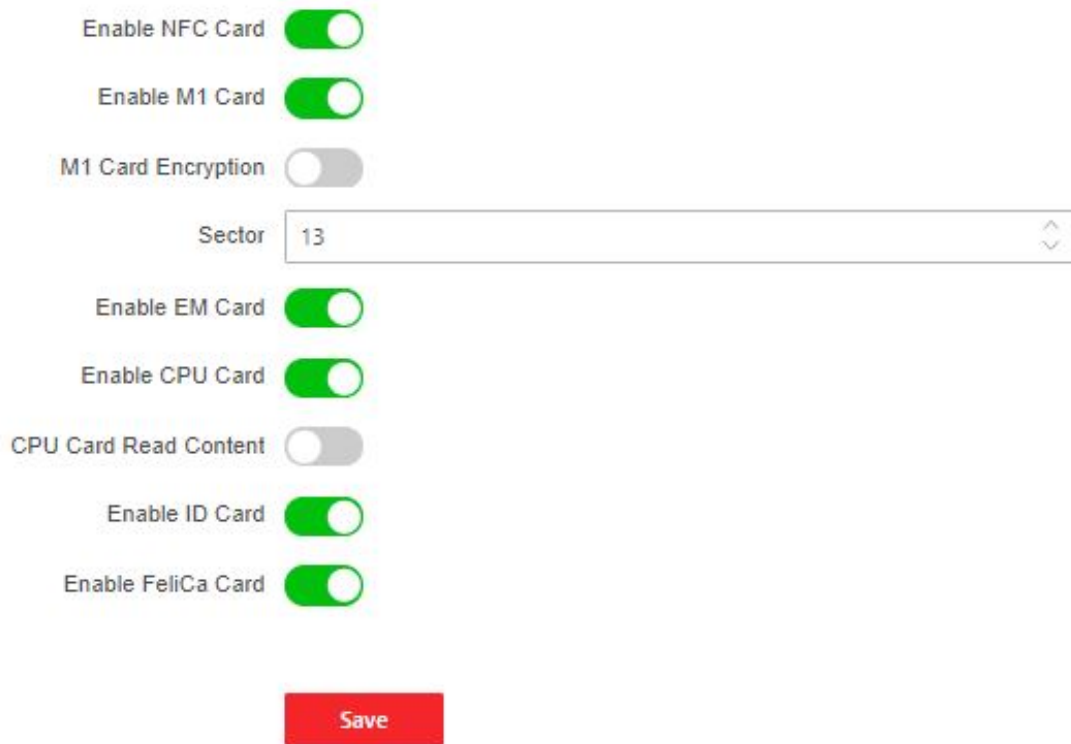 Enable NFC Card
Enable M1 Card
M1 Card Encryption
Sector 13
Enable EM Card
Enable CPU Card
CPU Card Read Content
Enable ID Card
Enable FeliCa Card
Save